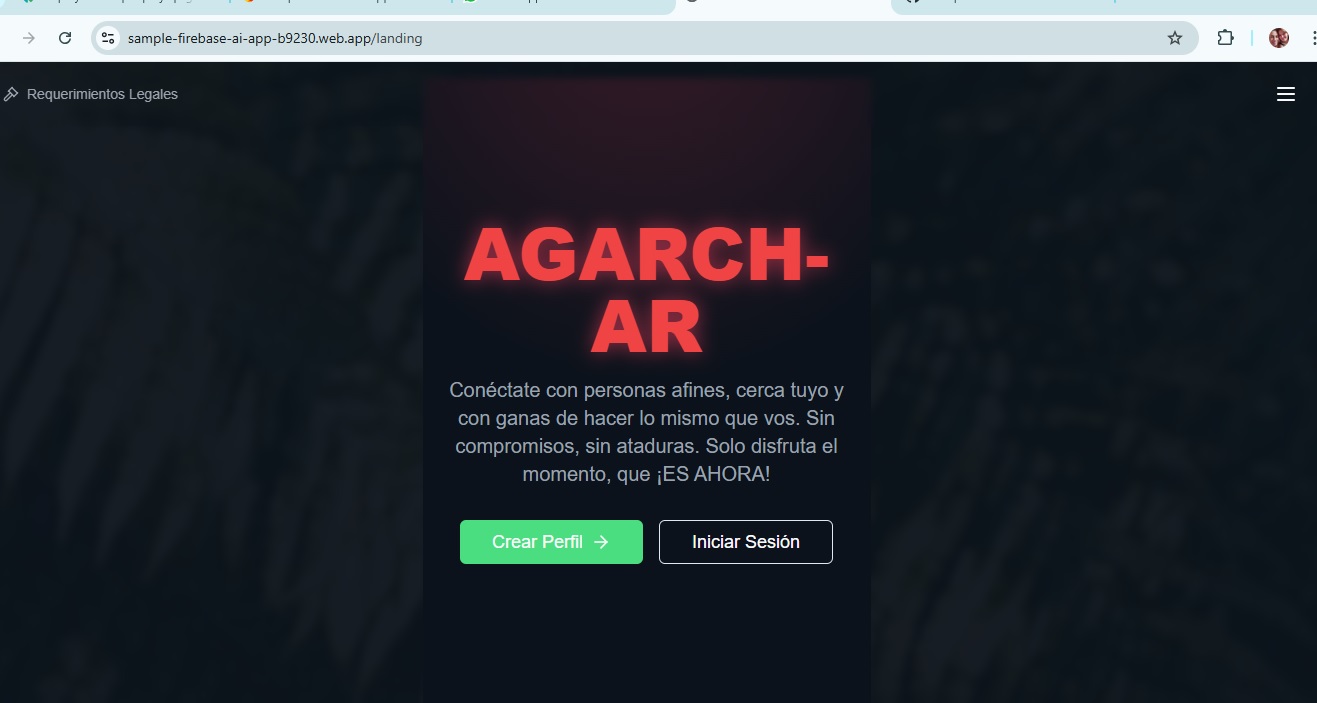 sample-firebase-ai-app-b9230.web.app/landing
Requerimientos Legales
AGARCH-
AR
Conéctate con personas afines, cerca tuyo y
con ganas de hacer lo mismo que vos. Sin
compromisos, sin ataduras. Solo disfruta el
momento, que ¡ES AHORA!
Crear Perfil
Iniciar Sesión